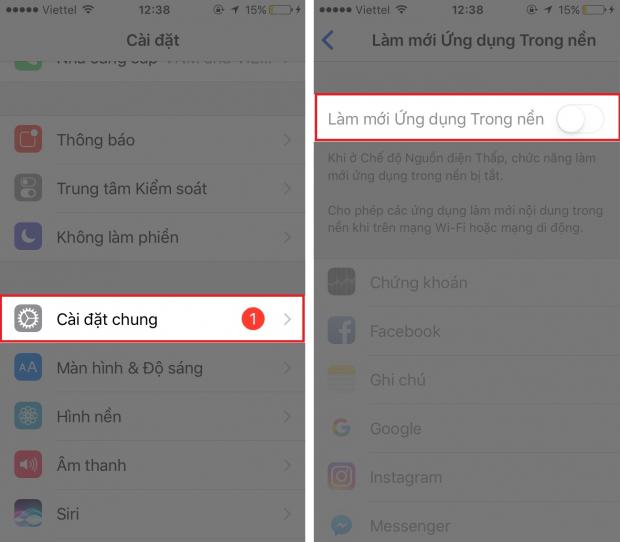 Viettel 12:38 15%
Cài đặt
Nhà cung cấp
Thông báo
Trung tâm Kiểm soát
Không làm phiền
Cài đặt chung 1
Màn hình & Độ sáng
AA
Hình nền
Âm thanh
Siri
Viettel 12:38 15%
Làm mới Ứng dụng Trong nền
Làm mới Ứng dụng Trong nền
Khi ở Chế độ Nguồn điện Thấp, chức năng làm
mới ứng dụng trong nền bị tắt.
Cho phép các ứng dụng làm mới nội dung trong
nền khi trên mạng Wi-Fi hoặc mạng di động.
Chứng khoán
Facebook
Ghi chú
Google
Instagram
Messenger